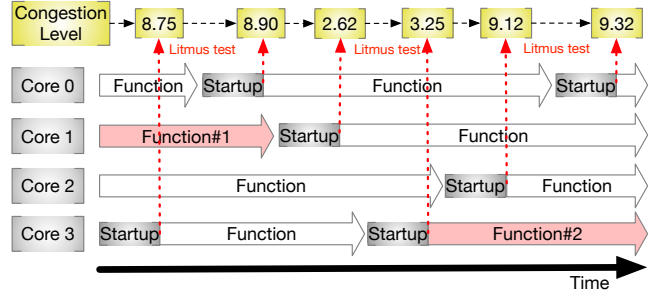 Congestion Level
8.75 8.90 2.62 3.25 9.12 9.32
Litmus test Litmus test Litmus test
Core 0 Function Startup Function Startup
Core 1 Function#1 Startup Function
Core 2 Function Startup Function
Core 3 Startup Function Startup Function#2
Time